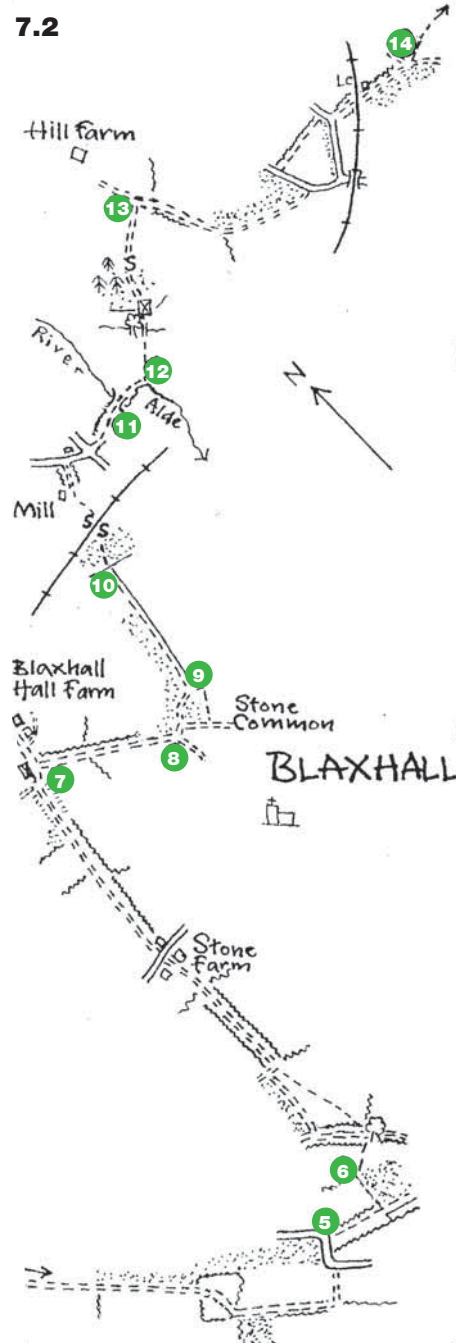 7.2
14
LC
Hill Farm
13
S
River
12
Alde
11
N
Mill
S
S
10
Blaxhall
Hall Farm
9
Stone
Common
8
BLAXHALL
7
Stone
Farm
6
5